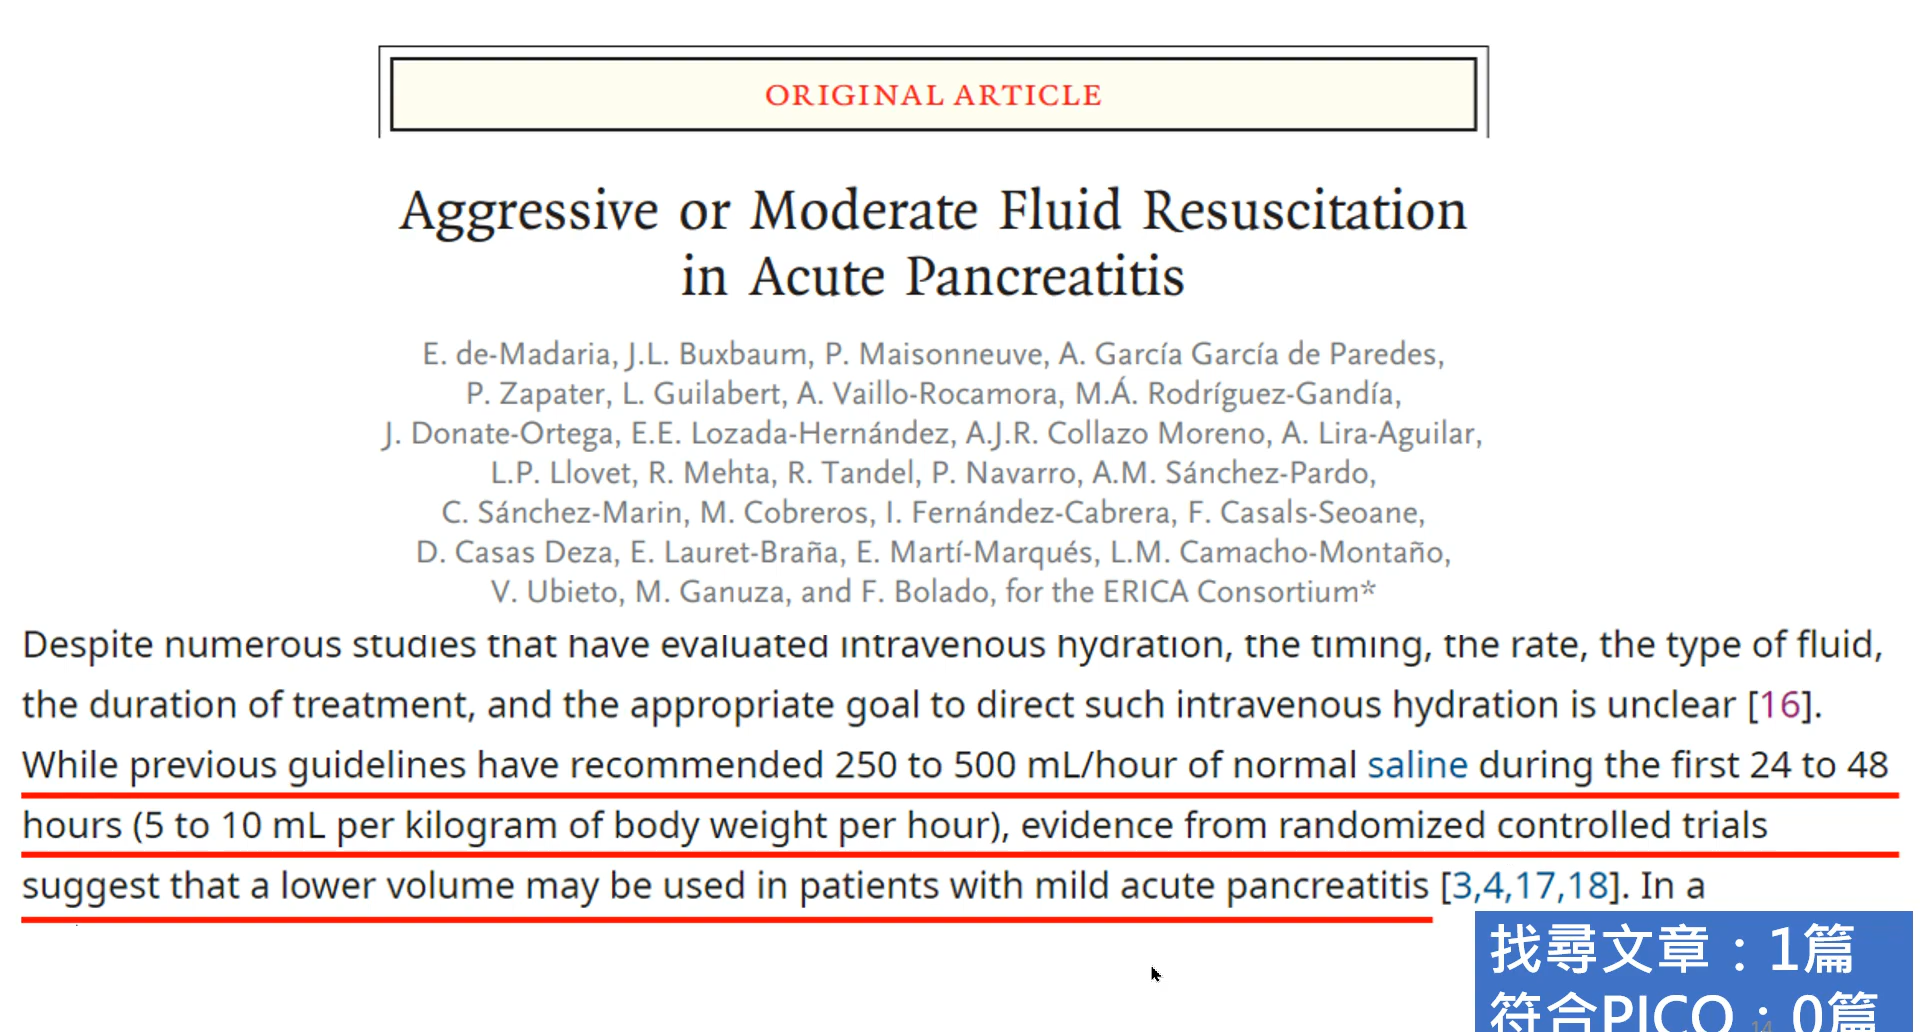 ORIGINAL ARTICLE
Aggressive or Moderate Fluid Resuscitation
in Acute Pancreatitis
E. de-Madaria, J.L. Buxbaum, P. Maisonneuve, A. García García de Paredes,
P. Zapater, L. Guilabert, A. Vaillo-Rocamora, M.Á. Rodríguez-Gandía,
J. Donate-Ortega, E.E. Lozada-Hernández, A.J.R. Collazo Moreno, A. Lira-Aguilar,
L.P. Llovet, R. Mehta, R. Tandel, P. Navarro, A.M. Sánchez-Pardo,
C. Sánchez-Marin, M. Cobreros, I. Fernández-Cabrera, F. Casals-Seoane,
D. Casas Deza, E. Lauret-Braña, E. Martí-Marqués, L.M. Camacho-Montaño,
V. Ubieto, M. Ganuza, and F. Bolado, for the ERICA Consortium*
Despite numerous studies that have evaluated intravenous hydration, the timing, the rate, the type of fluid,
the duration of treatment, and the appropriate goal to direct such intravenous hydration is unclear [16].
While previous guidelines have recommended 250 to 500 mL/hour of normal saline during the first 24 to 48
hours (5 to 10 mL per kilogram of body weight per hour), evidence from randomized controlled trials
suggest that a lower volume may be used in patients with mild acute pancreatitis [3,4,17,18]. In a
找尋文章：1篇
符合PICO：0篇
14